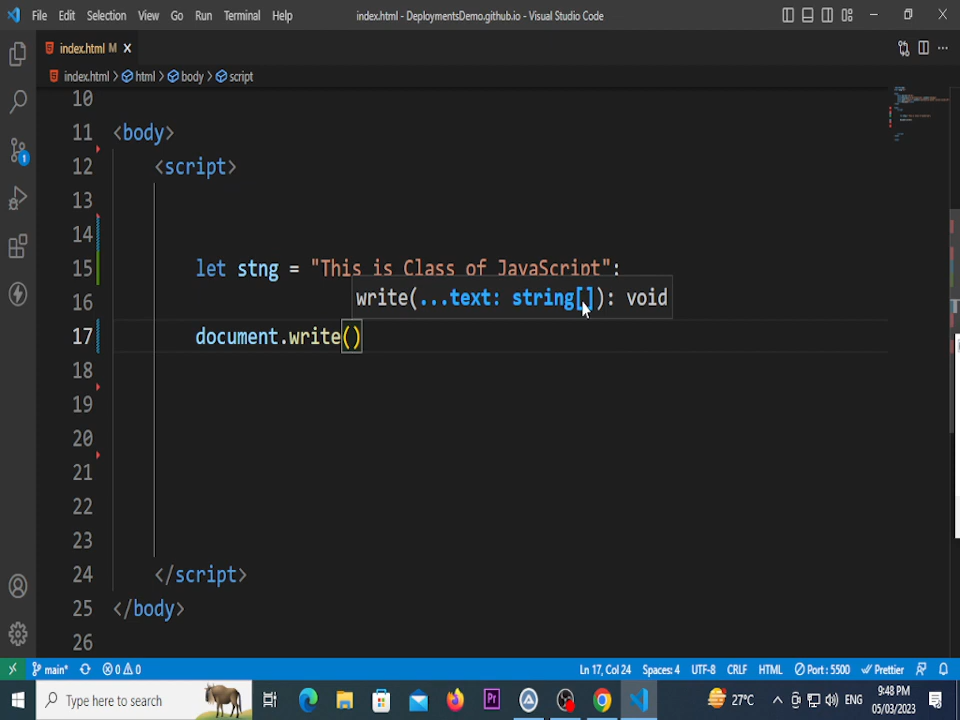 File Edit Selection View Go Run Terminal Help index.html - DeploymentsDemo.github.io - Visual Studio Code
index.html M
index.html > html > body > script
10
11 <body>
12 <script>
13
14
15 let stng = "This is Class of JavaScript";
write(...text: string[]): void
16
17 document.write()
18
19
20
21
22
23
24 </script>
25 </body>
26
main* 0 0 Ln 17, Col 24 Spaces: 4 UTF-8 CRLF HTML Port : 5500 Prettier
Type here to search Pr 27°C ENG 9:48 PM
05/03/2023
1